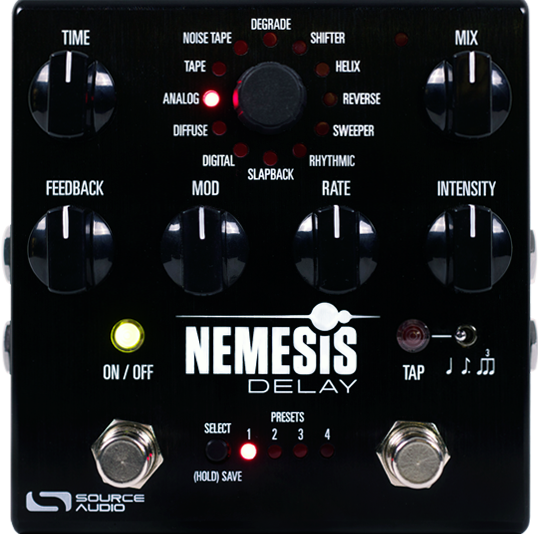 DEGRADE
NOISE TAPE
SHIFTER
TIME
MIX
TAPE
HELIX
ANALOG
REVERSE
DIFFUSE
SWEEPER
DIGITAL
RHYTHMIC
SLAPBACK
FEEDBACK
MOD
RATE
INTENSITY
NEMESIS
DELAY
ON / OFF
TAP
3
PRESETS
SELECT
1 2 3 4
(HOLD) SAVE
SOURCE
AUDIO